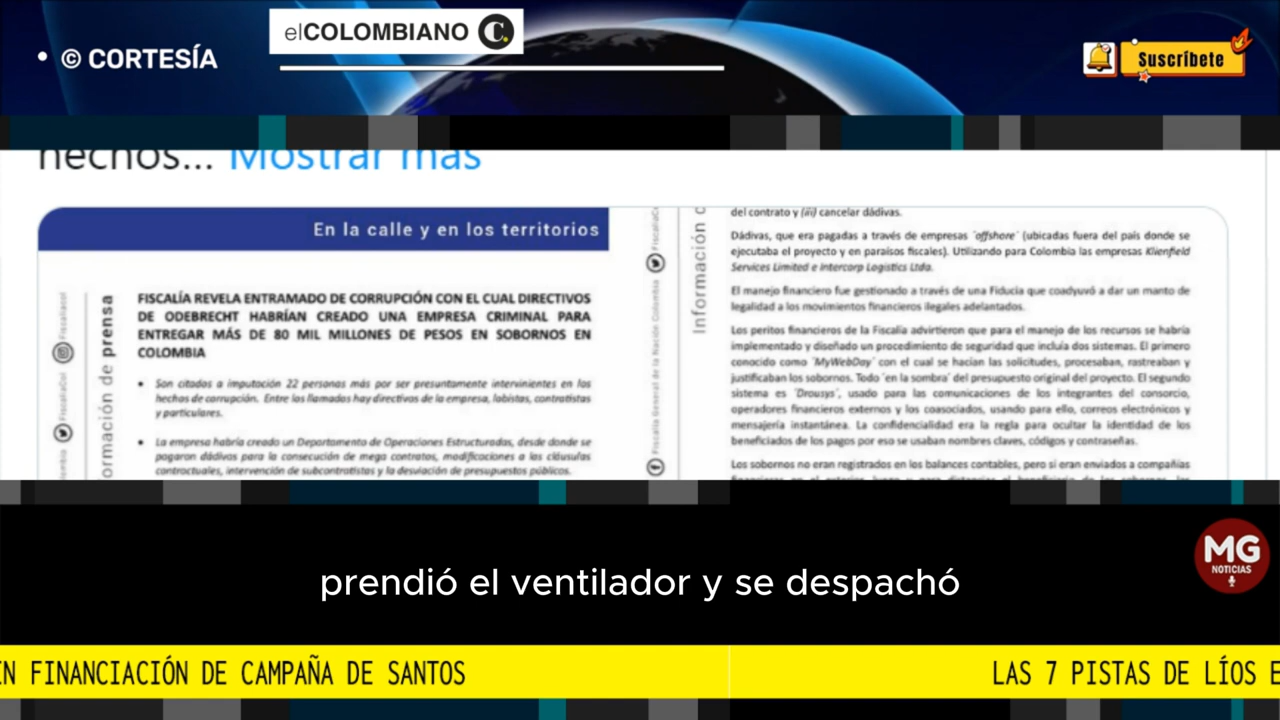 • © CORTESÍA
elCOLOMBIANO C.
Suscríbete
hechos... Mostrar más
En la calle y en los territorios
FISCALÍA REVELA ENTRAMADO DE CORRUPCIÓN CON EL CUAL DIRECTIVOS
DE ODEBRECHT HABRÍAN CREADO UNA EMPRESA CRIMINAL PARA
ENTREGAR MÁS DE 80 MIL MILLONES DE PESOS EN SOBORNOS EN
COLOMBIA
• Son citadas a imputación 22 personas más por ser presuntamente intervinientes en los
hechos de corrupción. Entre los llamados hay directivos de la empresa, lobistas, contratistas
y particulares.
• La empresa habría creado un Departamento de Operaciones Estructuradas, desde donde se
pagaron dádivas para la consecución de mega contratos, modificaciones a las cláusulas
contractuales, intervención de subcontratistas y la desviación de presupuestos públicos.
ormación de prensa
FiscaliaCol
Fiscaliacol
ombia
Información
Fiscalía General de la Nación Colombia
FiscaliaCo
del contrato y (iii) cancelar dádivas.
Dádivas, que era pagadas a través de empresas ´offshore´ (ubicadas fuera del país donde se
ejecutaba el proyecto y en paraísos fiscales). Utilizando para Colombia las empresas Klienfield
Services Limited e Intercorp Logistics Ltda.
El manejo financiero fue gestionado a través de una Fiducia que coadyuvó a dar un manto de
legalidad a los movimientos financieros ilegales adelantados.
Los peritos financieros de la Fiscalia advirtieron que para el manejo de los recursos se habría
implementado y diseñado un procedimiento de seguridad que incluía dos sistemas. El primero
conocido como ´MyWebDay´ con el cual se hacían las solicitudes, procesaban, rastreaban y
justificaban los sobornos. Todo ´en la sombra´ del presupuesto original del proyecto. El segundo
sistema es ´Drousys´, usado para las comunicaciones de los integrantes del consorcio,
operadores financieros externos y los coasociados, usando para ello, correos electrónicos y
mensajería instantánea. La confidencialidad era la regla para ocultar la identidad de los
beneficiados de los pagos por eso se usaban nombres claves, códigos y contraseñas.
Los sobornos no eran registrados en los balances contables, pero si eran enviados a compañías
prendió el ventilador y se despachó
MG
NOTICIAS
EN FINANCIACIÓN DE CAMPAÑA DE SANTOS
LAS 7 PISTAS DE LÍOS E